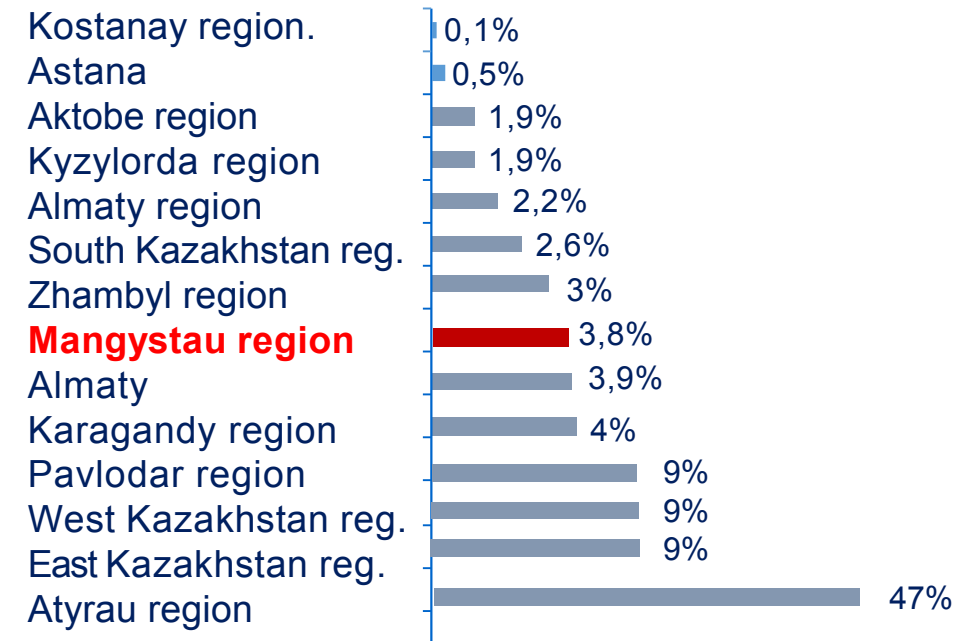 Kostanay region. 0,1%
Astana 0,5%
Aktobe region 1,9%
Kyzylorda region 1,9%
Almaty region 2,2%
South Kazakhstan reg. 2,6%
Zhambyl region 3%
Mangystau region 3,8%
Almaty 3,9%
Karagandy region 4%
Pavlodar region 9%
West Kazakhstan reg. 9%
East Kazakhstan reg. 9%
Atyrau region 47%